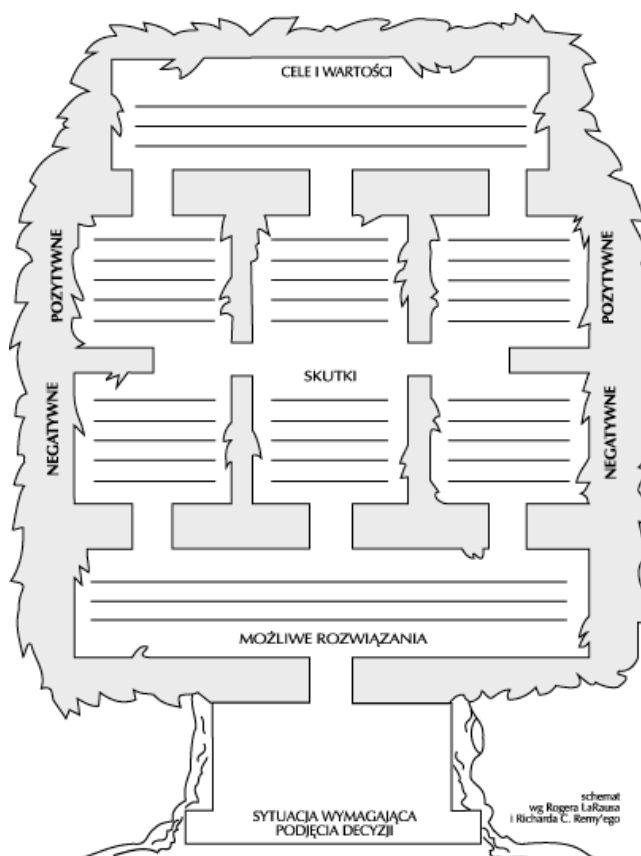 CELE I WARTOŚCI
POZYTYWNE
POZYTYWNE
SKUTKI
NEGATYWNE
NEGATYWNE
MOŻLIWE ROZWIĄZANIA
SYTUACJA WYMAGAJĄCA
PODJĘCIA DECYZJI
schemat
wg Rogera LaRausa
i Richarda C. Remy'ego